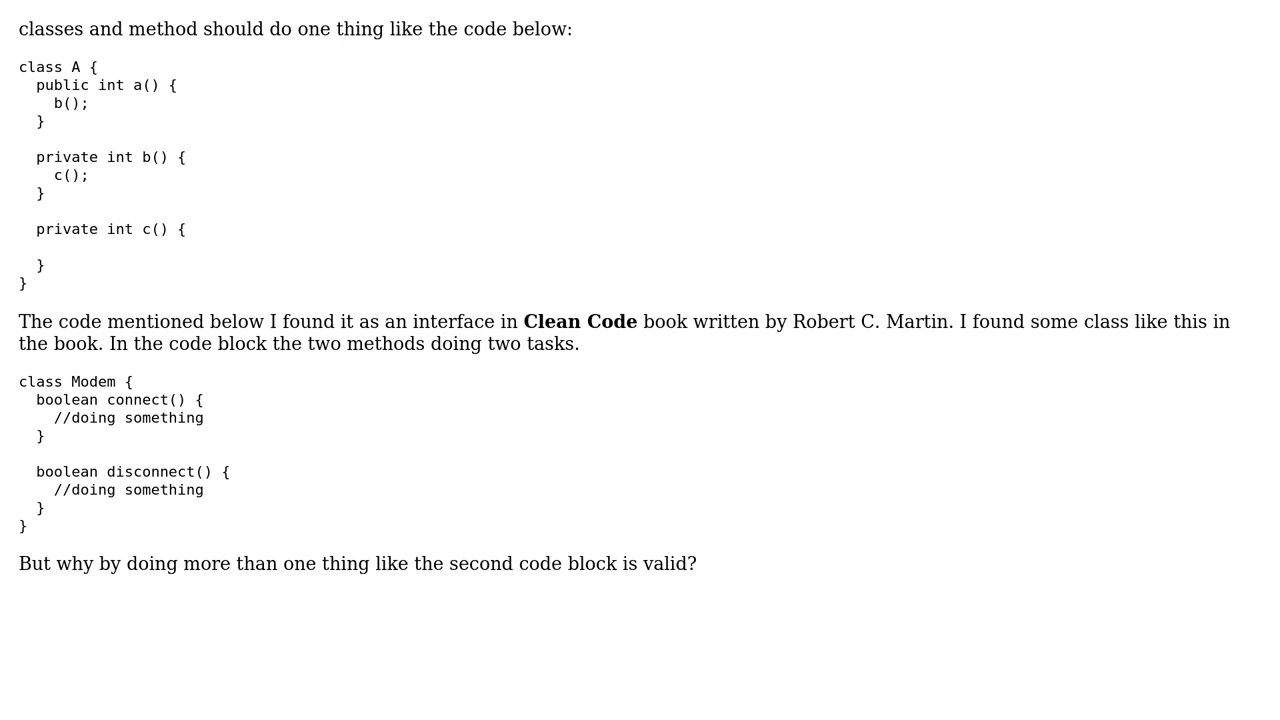 classes and method should do one thing like the code below:
class A {
  public int a() {
    b();
  }

  private int b() {
    c();
  }

  private int c() {

  }
}
The code mentioned below I found it as an interface in Clean Code book written by Robert C. Martin. I found some class like this in
the book. In the code block the two methods doing two tasks.
class Modem {
  boolean connect() {
    //doing something
  }

  boolean disconnect() {
    //doing something
  }
}
But why by doing more than one thing like the second code block is valid?